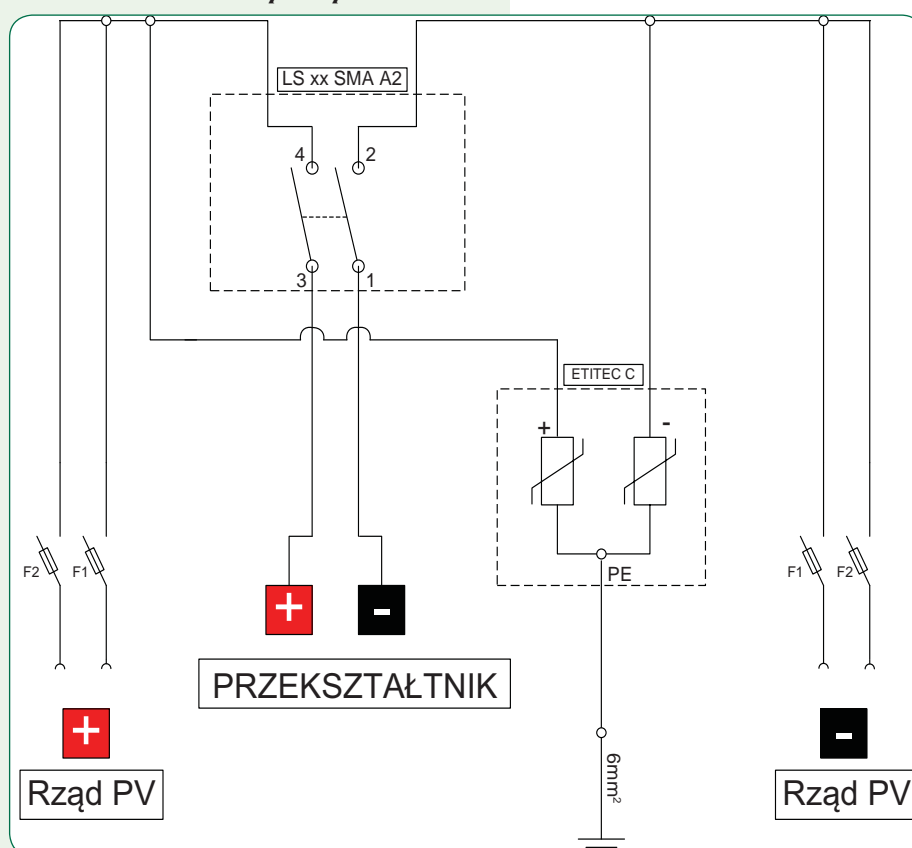 LS xx SMA A2
4
2
3
1
ETITEC C
+
-
F2
F1
F1
F2
PE
+
-
PRZEKSZTAŁTNIK
+
-
6mm²
Rząd PV
Rząd PV